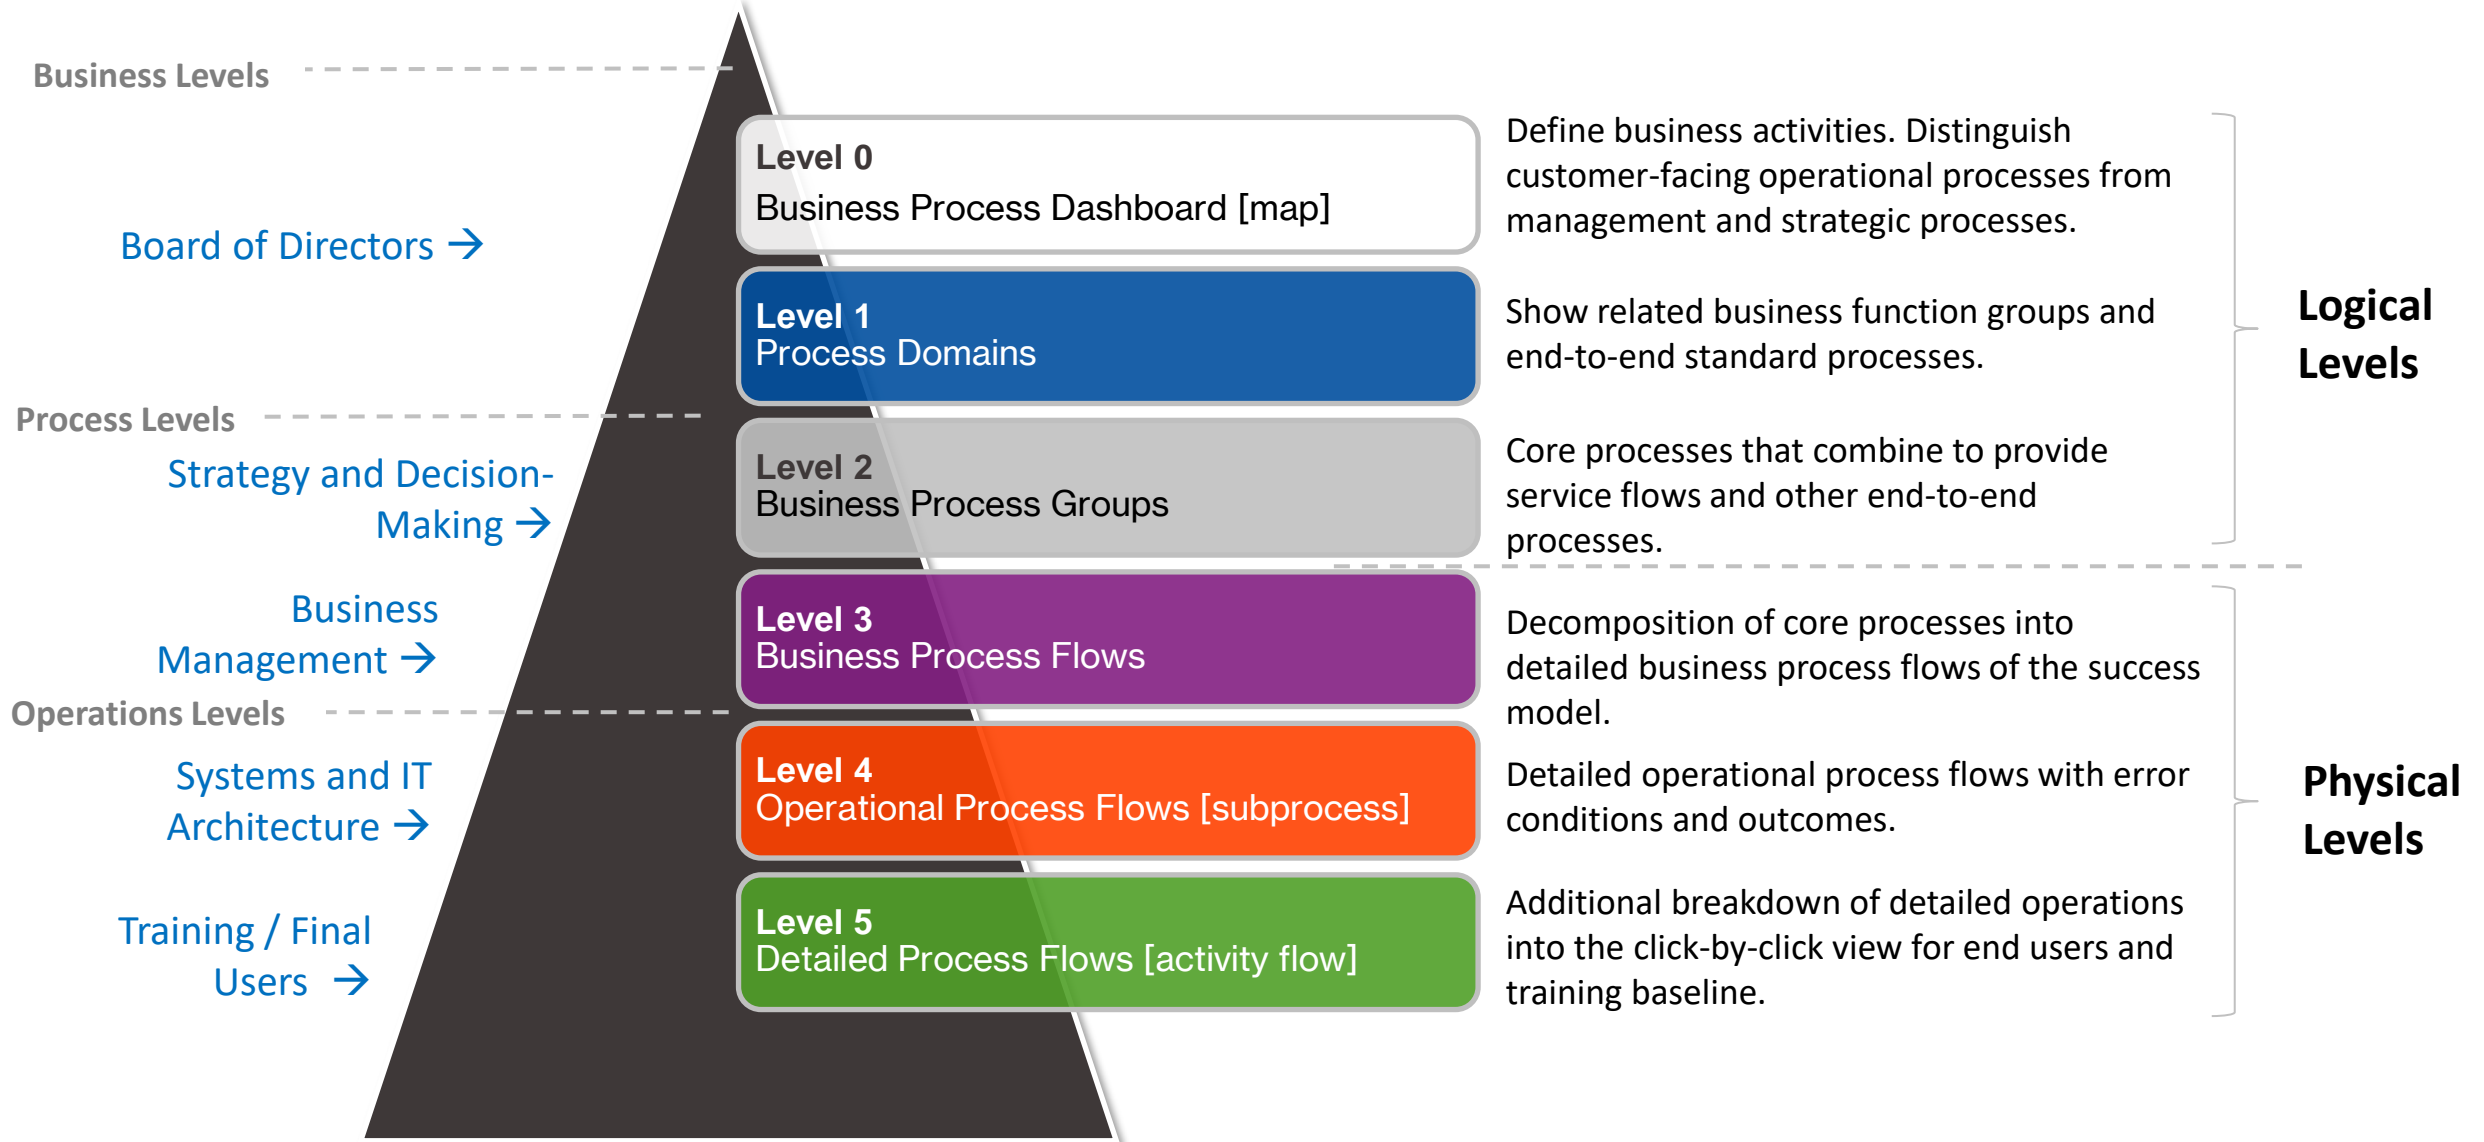 Business Levels
Board of Directors →
Process Levels
Strategy and Decision-
Making →
Business
Management →
Operations Levels
Systems and IT
Architecture →
Training / Final
Users →
Level 0
Business Process Dashboard [map]
Level 1
Process Domains
Level 2
Business Process Groups
Level 3
Business Process Flows
Level 4
Operational Process Flows [subprocess]
Level 5
Detailed Process Flows [activity flow]
Define business activities. Distinguish
customer-facing operational processes from
management and strategic processes.
Show related business function groups and
end-to-end standard processes.
Core processes that combine to provide
service flows and other end-to-end
processes.
Decomposition of core processes into
detailed business process flows of the success
model.
Detailed operational process flows with error
conditions and outcomes.
Additional breakdown of detailed operations
into the click-by-click view for end users and
training baseline.
Logical
Levels
Physical
Levels